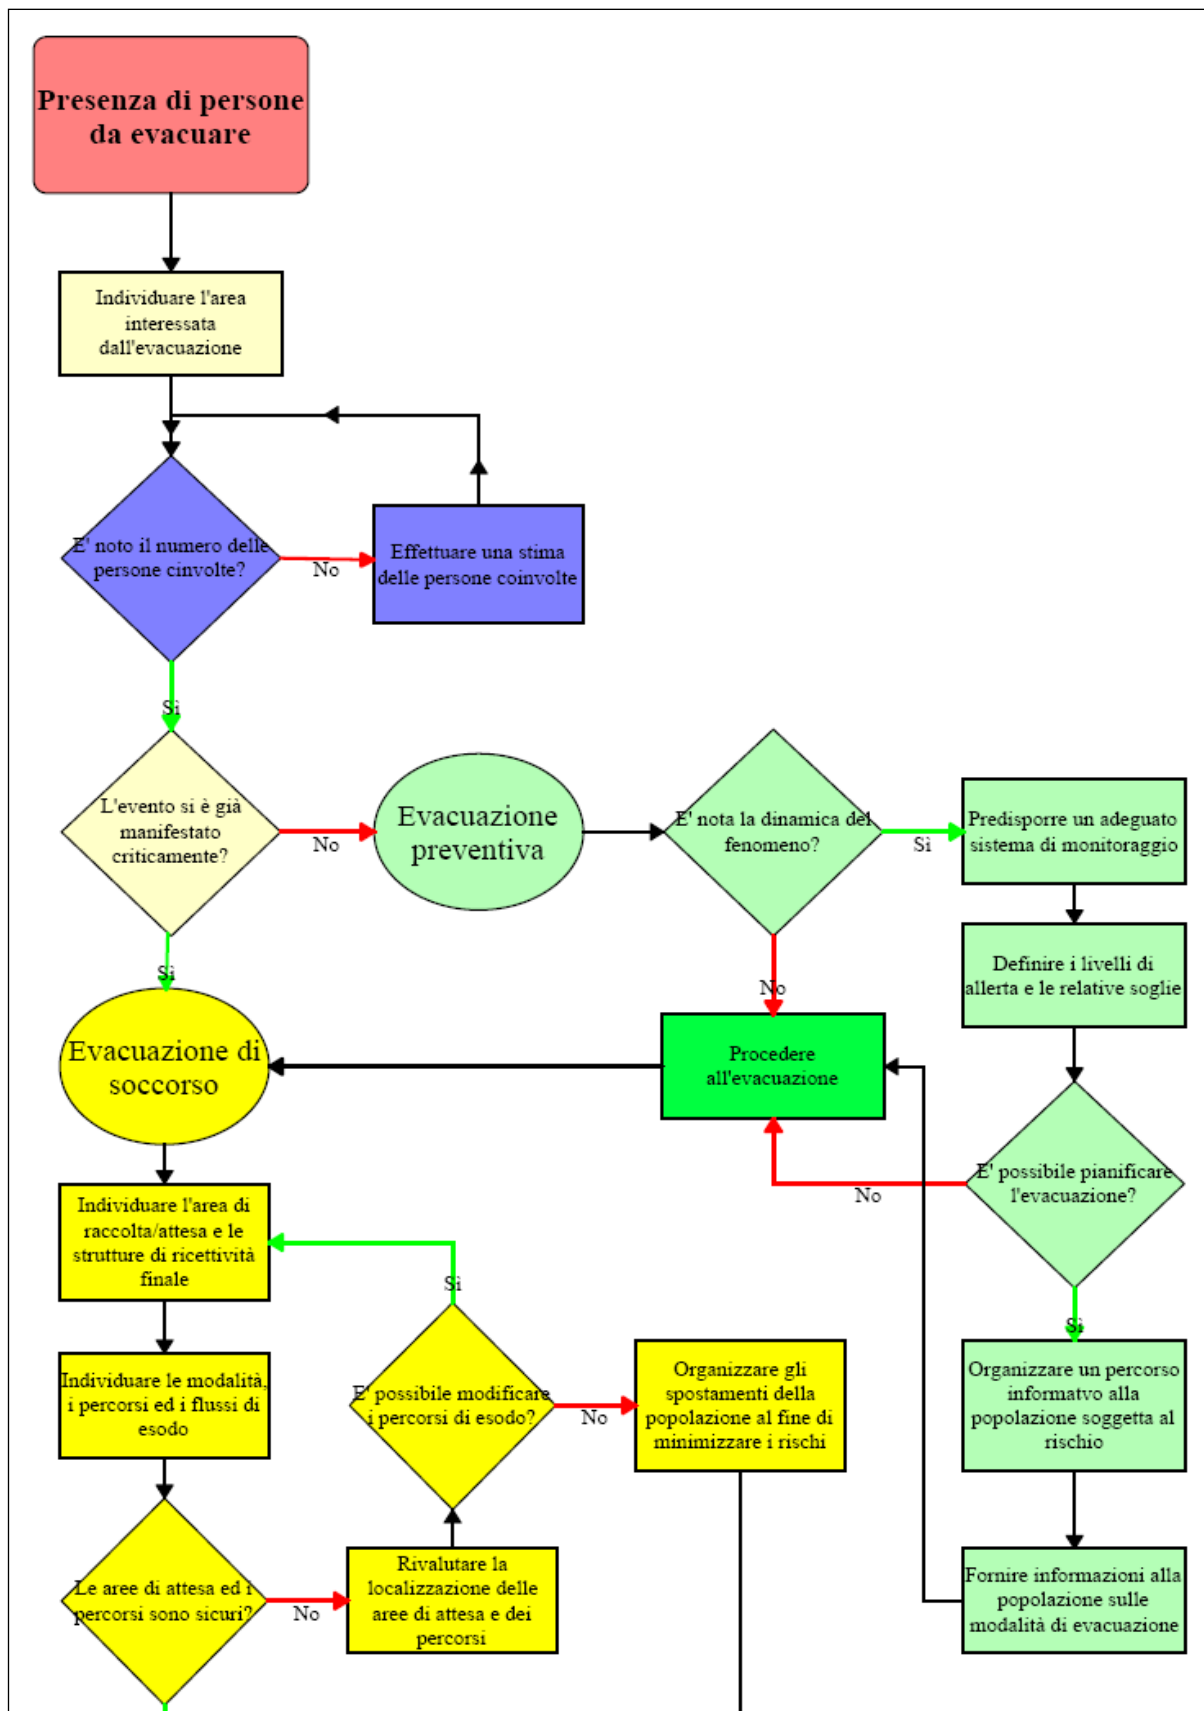 Presenza di persone
da evacuare
Individuare l'area
interessata
dall'evacuazione
E' noto il numero delle
persone cinvolte?
No
Effettuare una stima
delle persone coinvolte
Sì
L'evento si è già
manifestato
criticamente?
No
Evacuazione
preventiva
E' nota la dinamica del
fenomeno?
Sì
Predisporre un adeguato
sistema di monitoraggio
Definire i livelli di
allerta e le relative soglie
Sì
No
Evacuazione di
soccorso
Procedere
all'evacuazione
E' possibile pianificare
l'evacuazione?
No
Individuare l'area di
raccolta/attesa e le
strutture di ricettività
finale
Sì
Sì
Individuare le modalità,
i percorsi ed i flussi di
esodo
E' possibile modificare
i percorsi di esodo?
No
Organizzare gli
spostamenti della
popolazione al fine di
minimizzare i rischi
Organizzare un percorso
informatvo alla
popolazione soggetta al
rischio
Le aree di attesa ed i
percorsi sono sicuri?
No
Rivalutare la
localizzazione delle
aree di attesa e dei
percorsi
Fornire informazioni alla
popolazione sulle
modalità di evacuazione